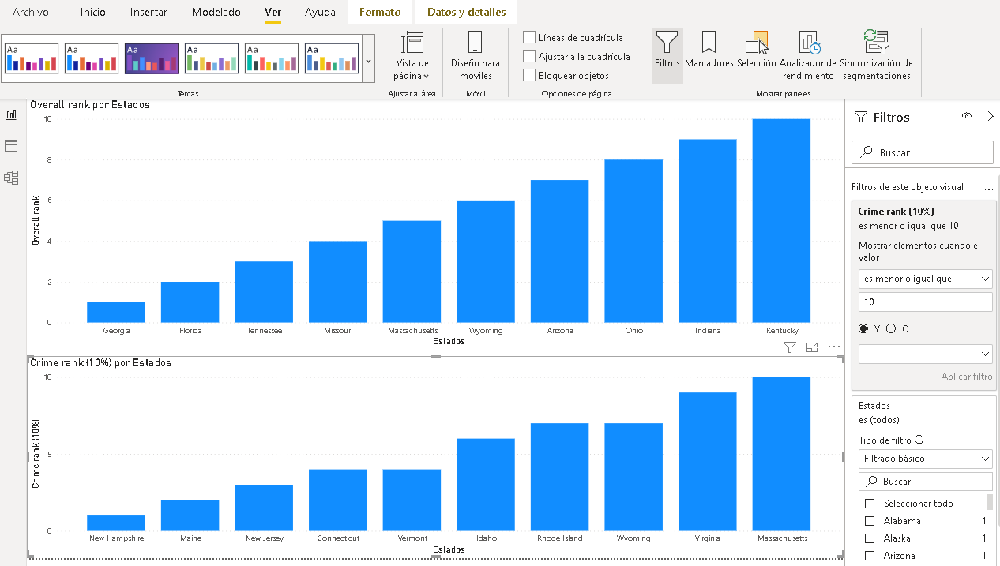 Archivo Inicio Insertar Modelado Ver Ayuda Formato Datos y detalles
Aa Aa Aa Aa Aa Aa
Temas
Vista de
página
Ajustar al área
Diseño para
móviles
Móvil
Líneas de cuadrícula
Ajustar a la cuadrícula
Bloquear objetos
Opciones de página
Filtros
Marcadores
Selección
Analizador de
rendimiento
Sincronización de
segmentaciones
Mostrar paneles
Overall rank por Estados
Overall rank
10
8
6
4
2
0
Georgia Florida Tennessee Missouri Massachusetts Wyoming Arizona Ohio Indiana Kentucky
Estados
Crime rank (10%) por Estados
Crime rank (10%)
10
5
0
New Hampshire Maine New Jersey Connecticut Vermont Idaho Rhode Island Wyoming Virginia Massachusetts
Estados
Filtros
Buscar
Filtros de este objeto visual ...
Crime rank (10%)
es menor o igual que 10
Mostrar elementos cuando el
valor
es menor o igual que
10
Y O
Aplicar filtro
Estados
es (todos)
Tipo de filtro
Filtrado básico
Buscar
Seleccionar todo
Alabama 1
Alaska 1
Arizona 1